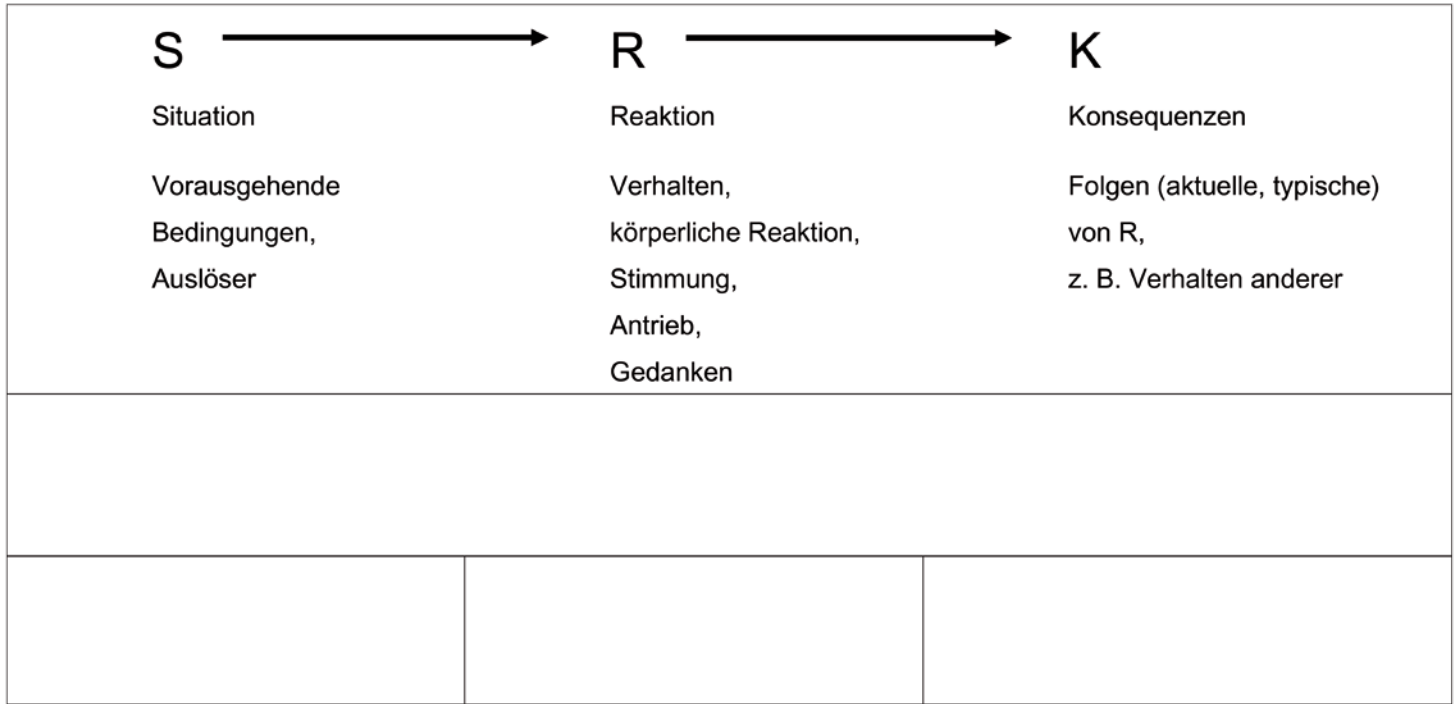 S R K
Situation Reaktion Konsequenzen
Vorausgehende Verhalten, Folgen (aktuelle, typische)
Bedingungen, körperliche Reaktion, von R,
Auslöser Stimmung, z. B. Verhalten anderer
Antrieb,
Gedanken